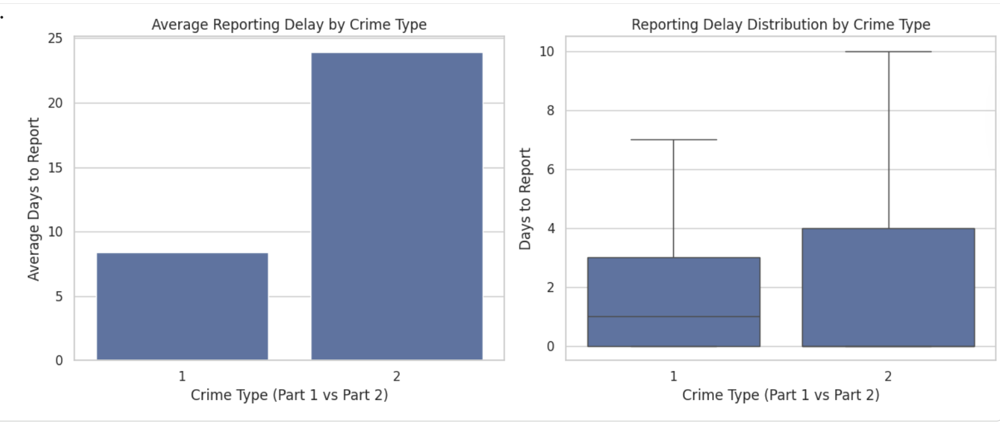 Average Reporting Delay by Crime Type
25
20
15
10
5
0
Average Days to Report
1
2
Crime Type (Part 1 vs Part 2)
Reporting Delay Distribution by Crime Type
10
8
6
4
2
0
Days to Report
1
2
Crime Type (Part 1 vs Part 2)